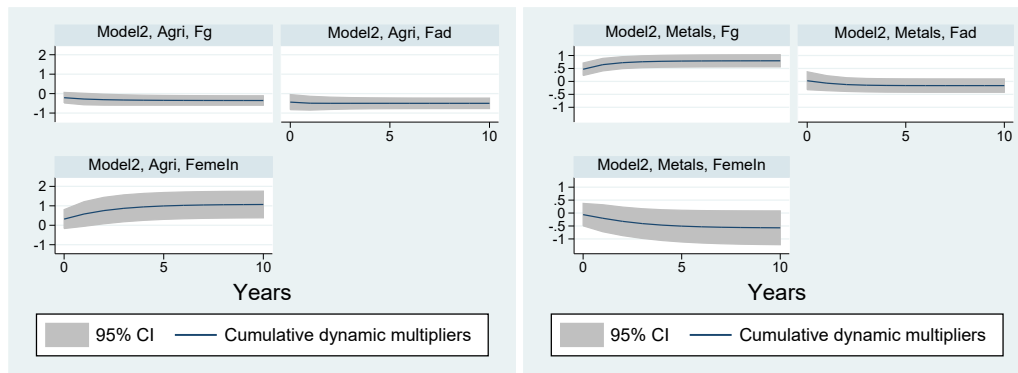 Model2, Agri, Fg
Model2, Agri, Fad
2
1
0
-1
0
5
10
Model2, Agri, FemeIn
2
1
0
-1
0
5
10
Years
95% CI
Cumulative dynamic multipliers
Model2, Metals, Fg
Model2, Metals, Fad
1
.5
0
-.5
-1
0
5
10
Model2, Metals, FemeIn
1
.5
0
-.5
-1
0
5
10
Years
95% CI
Cumulative dynamic multipliers